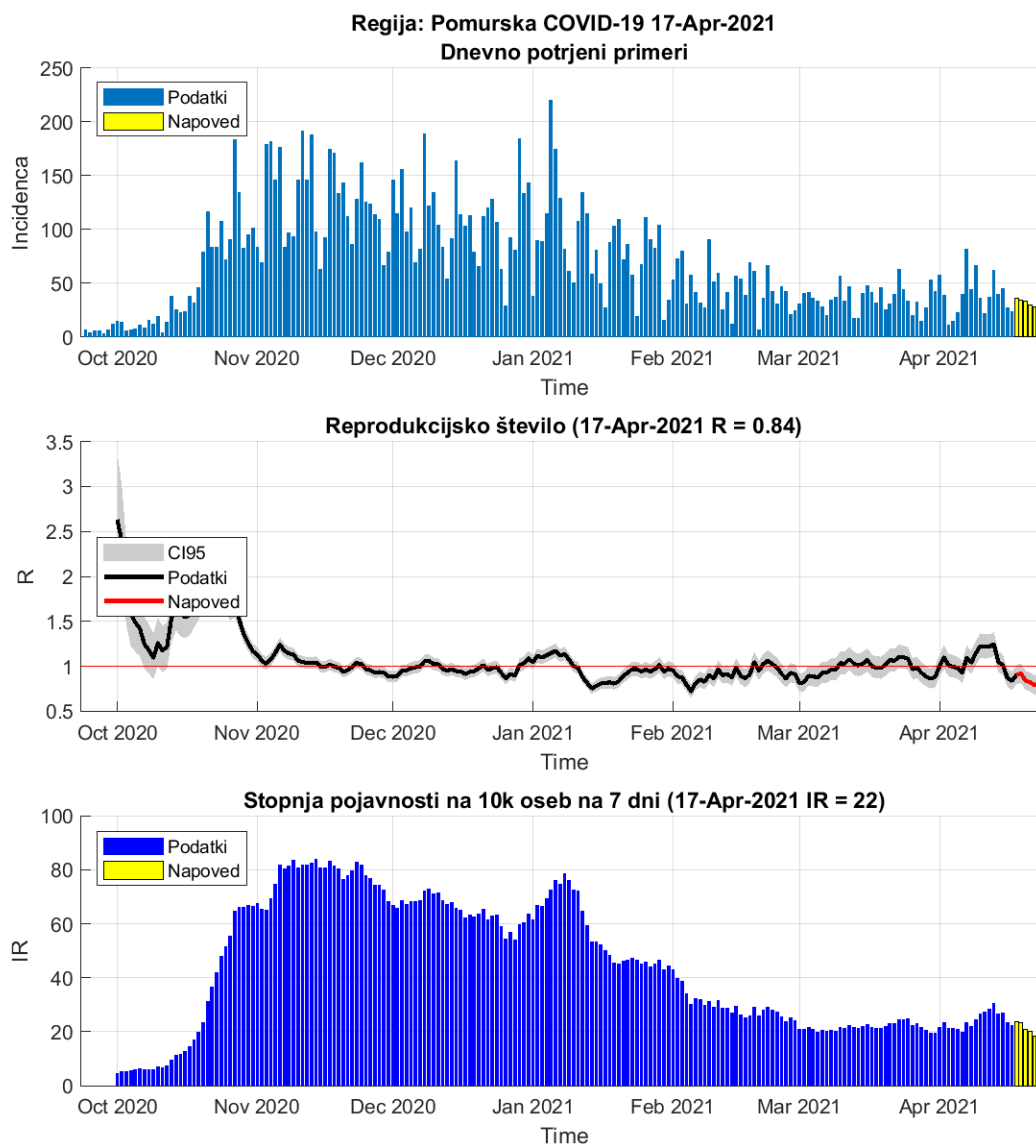 Regija: Pomurska COVID-19 17-Apr-2021
Dnevno potrjeni primeri
250
200
150
100
50
0
Incidenca
Podatki
Napoved
Oct 2020 Nov 2020 Dec 2020 Jan 2021 Feb 2021 Mar 2021 Apr 2021
Time
Reprodukcijsko število (17-Apr-2021 R = 0.84)
3.5
3
2.5
2
1.5
1
0.5
R
CI95
Podatki
Napoved
Oct 2020 Nov 2020 Dec 2020 Jan 2021 Feb 2021 Mar 2021 Apr 2021
Time
Stopnja pojavnosti na 10k oseb na 7 dni (17-Apr-2021 IR = 22)
100
80
60
40
20
0
IR
Podatki
Napoved
Oct 2020 Nov 2020 Dec 2020 Jan 2021 Feb 2021 Mar 2021 Apr 2021
Time